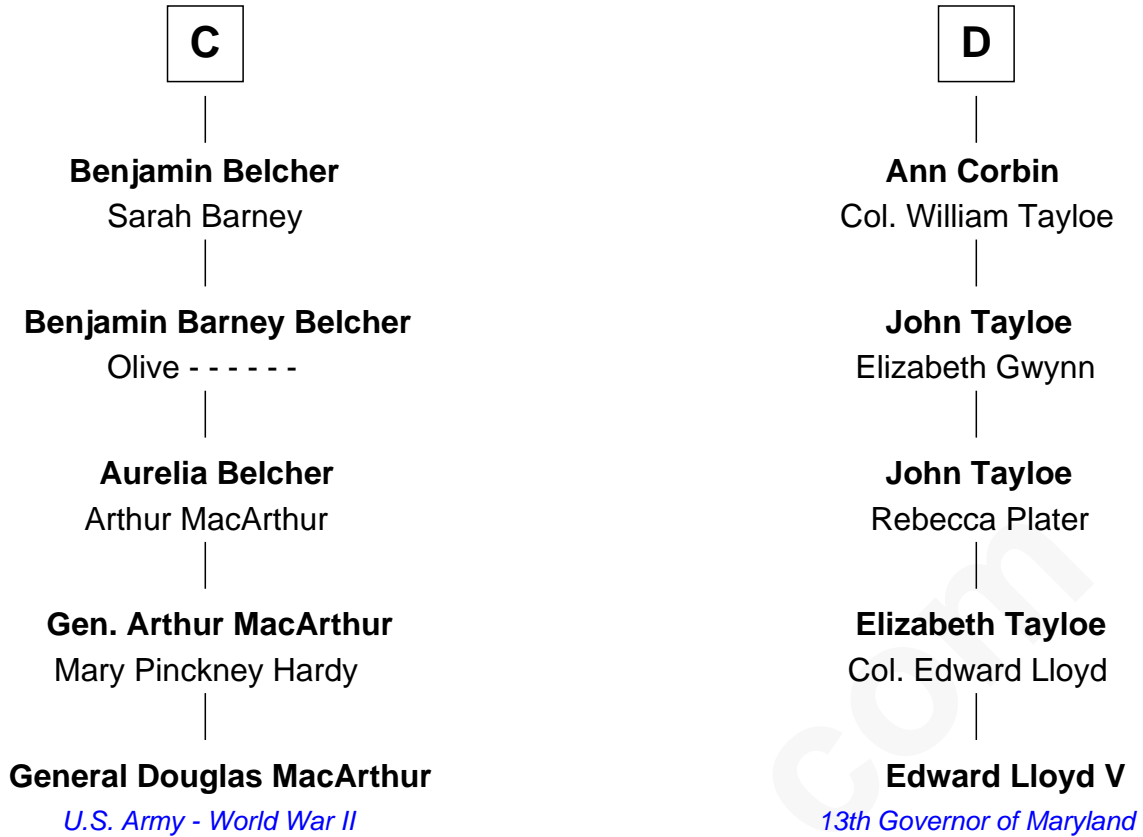 C
Benjamin Belcher
Sarah Barney
Benjamin Barney Belcher
Olive - - - - - -
Aurelia Belcher
Arthur MacArthur
Gen. Arthur MacArthur
Mary Pinckney Hardy
General Douglas MacArthur
U.S. Army - World War II
D
Ann Corbin
Col. William Tayloe
John Tayloe
Elizabeth Gwynn
John Tayloe
Rebecca Plater
Elizabeth Tayloe
Col. Edward Lloyd
Edward Lloyd V
13th Governor of Maryland
com